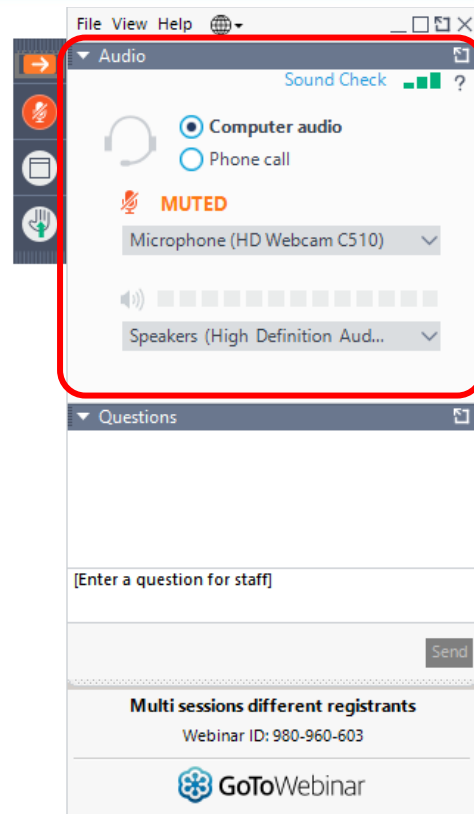 File View Help
Audio
Sound Check ?
Computer audio
Phone call
MUTED
Microphone (HD Webcam C510)
Speakers (High Definition Aud...
Questions
[Enter a question for staff]
Send
Multi sessions different registrants
Webinar ID: 980-960-603
GoToWebinar